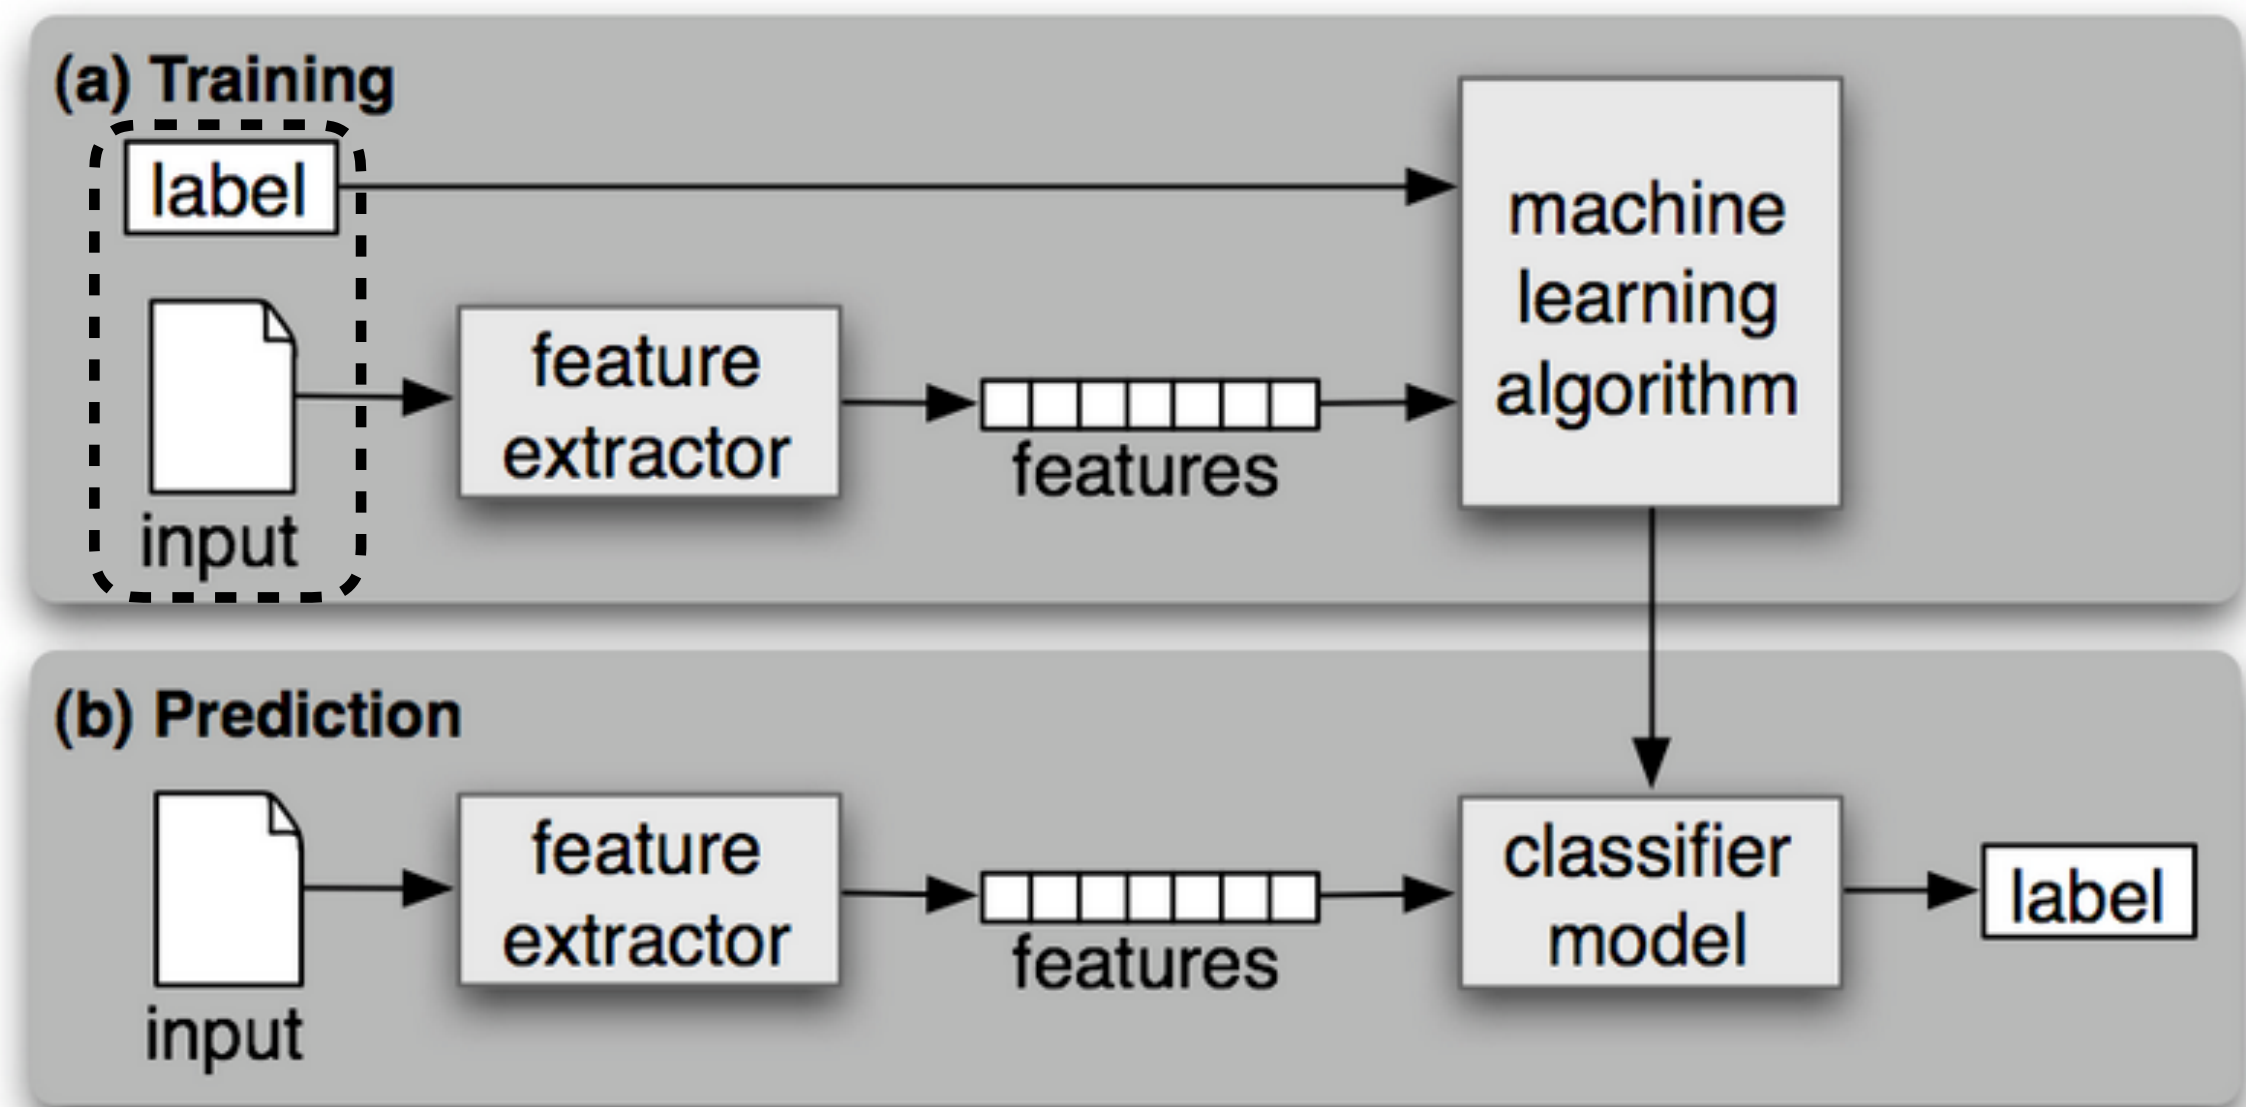 (a) Training
label
machine
learning
algorithm
feature
extractor
features
input
(b) Prediction
feature
extractor
features
classifier
model
label
input